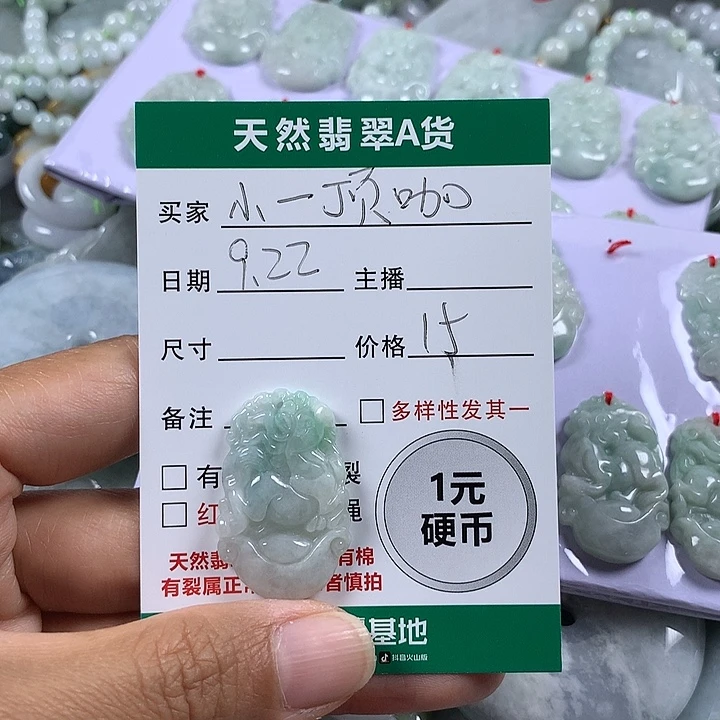 天然翡翠A货
买家 小一顶咖
日期 9.22 主播
尺寸 价格 15
备注 多样性发其一
有 裂
红 绳
1元
硬币
天然翡 有棉
有裂属正 者慎拍
基地
抖音火山版